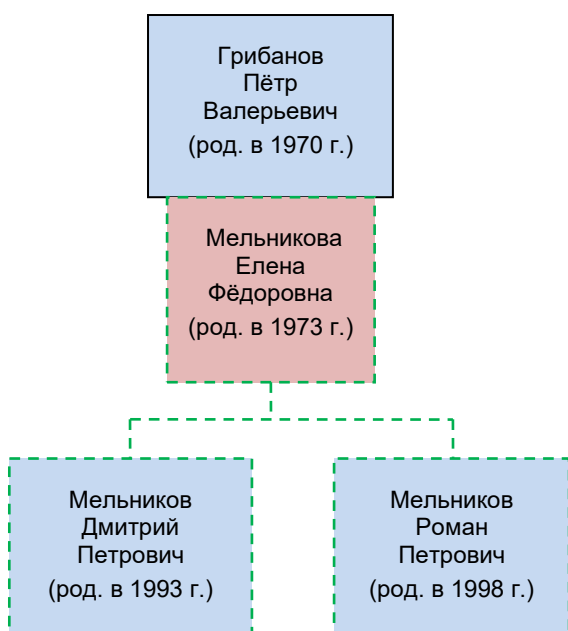 Грибанов
Пётр
Валерьевич
(род. в 1970 г.)
Мельникова
Елена
Фёдоровна
(род. в 1973 г.)
Мельников
Дмитрий
Петрович
(род. в 1993 г.)
Мельников
Роман
Петрович
(род. в 1998 г.)